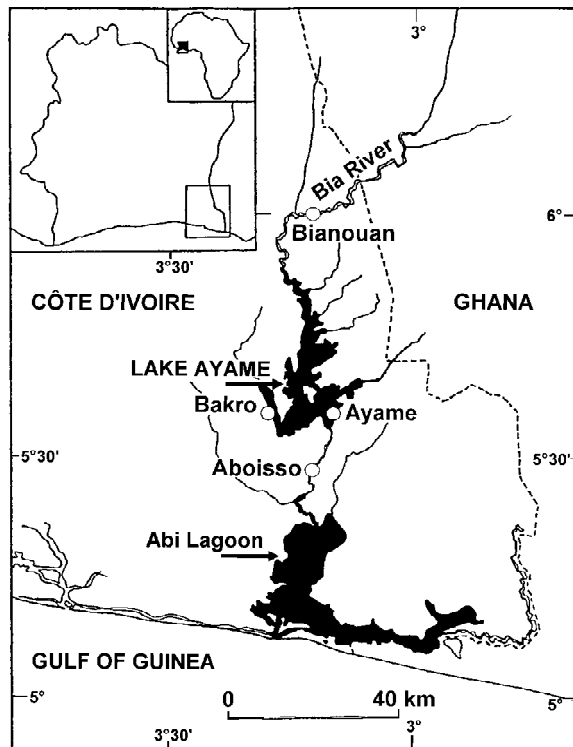 3°
Bia River
6°
Bianouan
3°30'
CÔTE D'IVOIRE
GHANA
LAKE AYAME
Bakro
Ayame
5°30'
5°30'
Aboisso
Abi Lagoon
GULF OF GUINEA
0 40 km
5°
5°
3°30'
3°